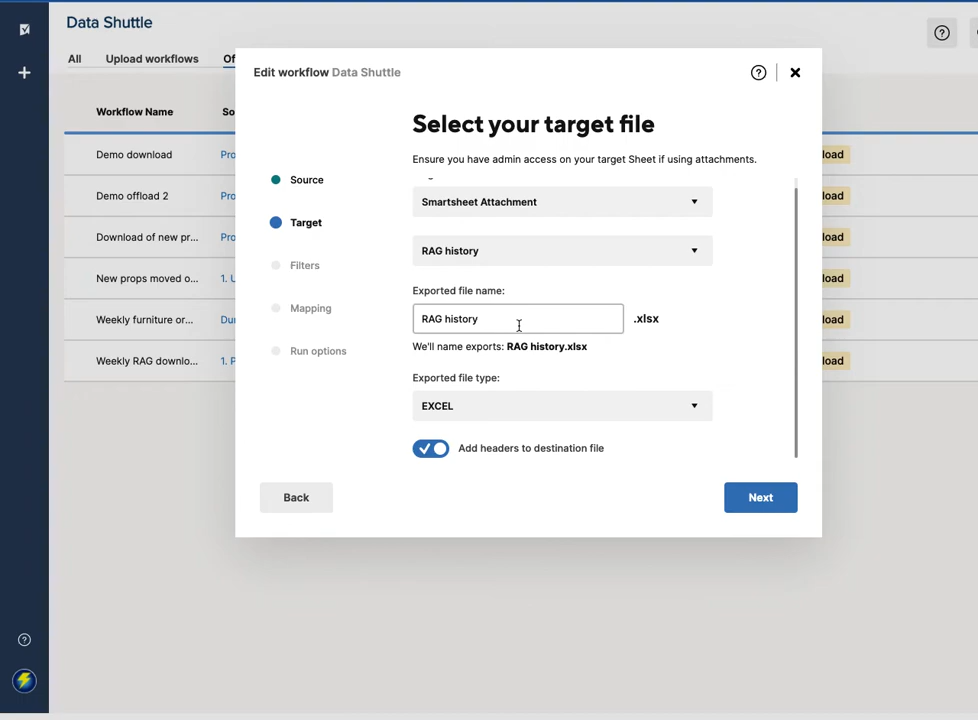 Data Shuttle
All Upload workflows Of
Workflow Name So
Demo download Pro load
Demo offload 2 Pro load
Download of new pr... Pro load
New props moved o... 1. U load
Weekly furniture or... Dur load
Weekly RAG downlo... 1. P load
Edit workflow Data Shuttle
Source
Target
Filters
Mapping
Run options
Select your target file
Ensure you have admin access on your target Sheet if using attachments.
Smartsheet Attachment
RAG history
Exported file name:
RAG history .xlsx
We'll name exports: RAG history.xlsx
Exported file type:
EXCEL
Add headers to destination file
Back
Next